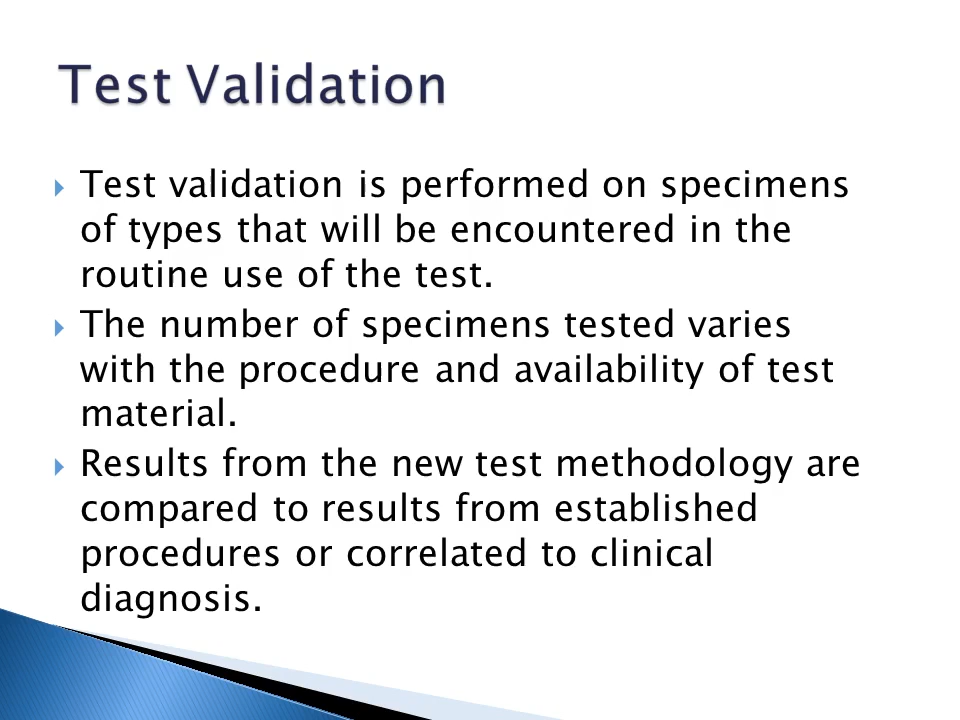 Test Validation
Test validation is performed on specimens
of types that will be encountered in the
routine use of the test.
The number of specimens tested varies
with the procedure and availability of test
material.
Results from the new test methodology are
compared to results from established
procedures or correlated to clinical
diagnosis.